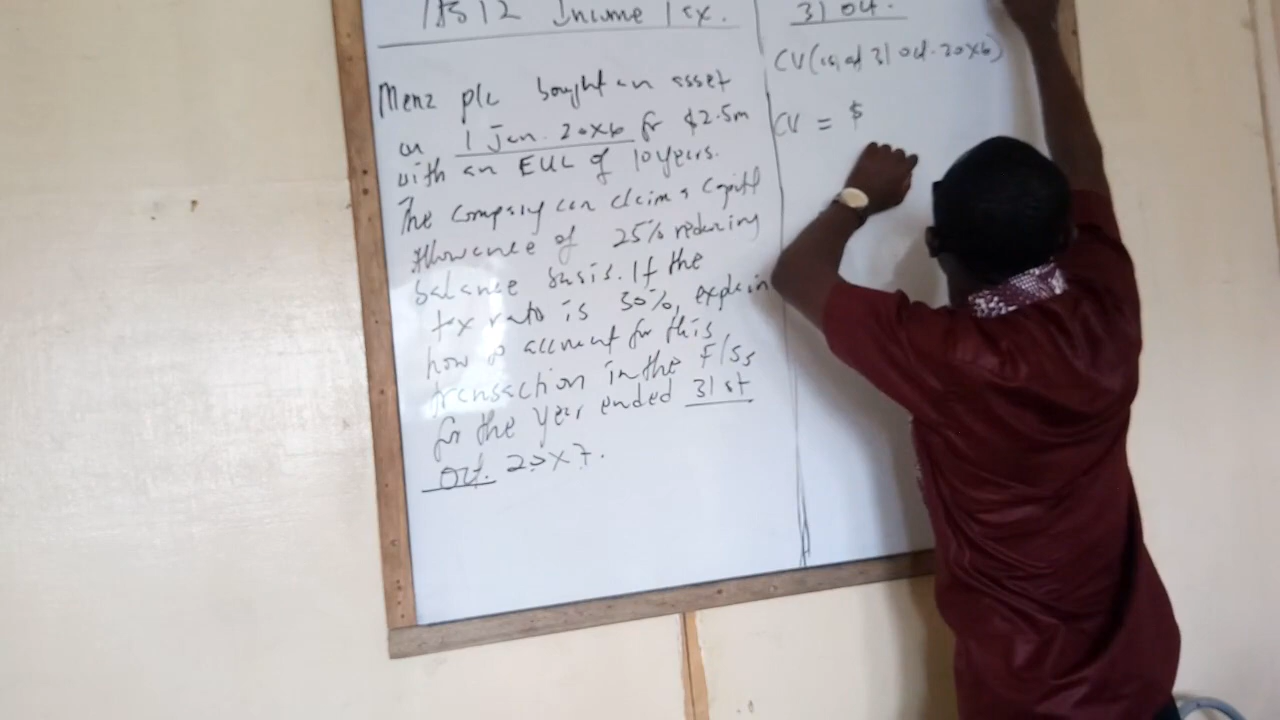 1AS12 Income Tax.
Menz plc bought an asset
on 1 Jan. 20X6 for $2.5m
with an EUL of 10 years.
The company can claim a capital
allowance of 25% reducing
balance basis. If the
tax rate is 30%, explain
how to account for this
transaction in the F/Ss
for the year ended 31st
Oct. 20X7.
31 Oct.
CV (as at 31 Oct. 20X6)
CV = $